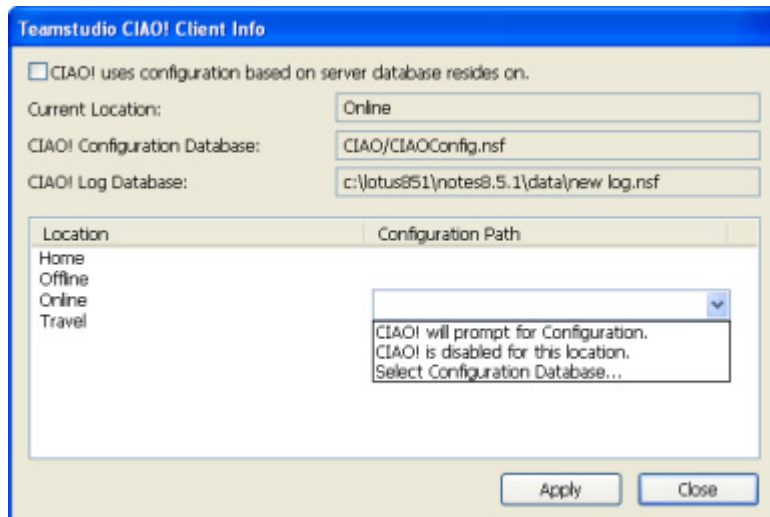 Teamstudio CIAO! Client Info
CIAO! uses configuration based on server database resides on.
Current Location: Online
CIAO! Configuration Database: CIAO/CIAOConfig.nsf
CIAO! Log Database: c:\lotus851\notes8.5.1\data\new log.nsf
Location Configuration Path
Home
Offline
Online
Travel
CIAO! will prompt for Configuration.
CIAO! is disabled for this location.
Select Configuration Database...
Apply Close